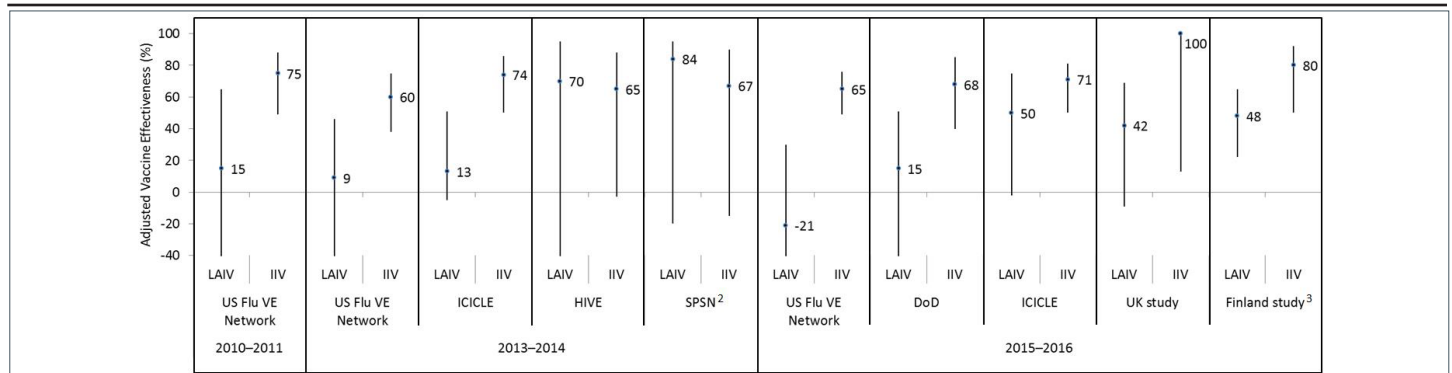 Adjusted Vaccine Effectiveness (%)
100
80
60
40
20
0
-20
-40
15
75
9
60
13
74
70
65
84
67
-21
65
15
68
50
71
42
100
48
80
LAIV IIV LAIV IIV LAIV IIV LAIV IIV LAIV IIV LAIV IIV LAIV IIV LAIV IIV LAIV IIV LAIV IIV
US Flu VE Network
US Flu VE Network
ICICLE
HIVE
SPSN2
US Flu VE Network
DoD
ICICLE
UK study
Finland study3
2010–2011
2013–2014
2015–2016